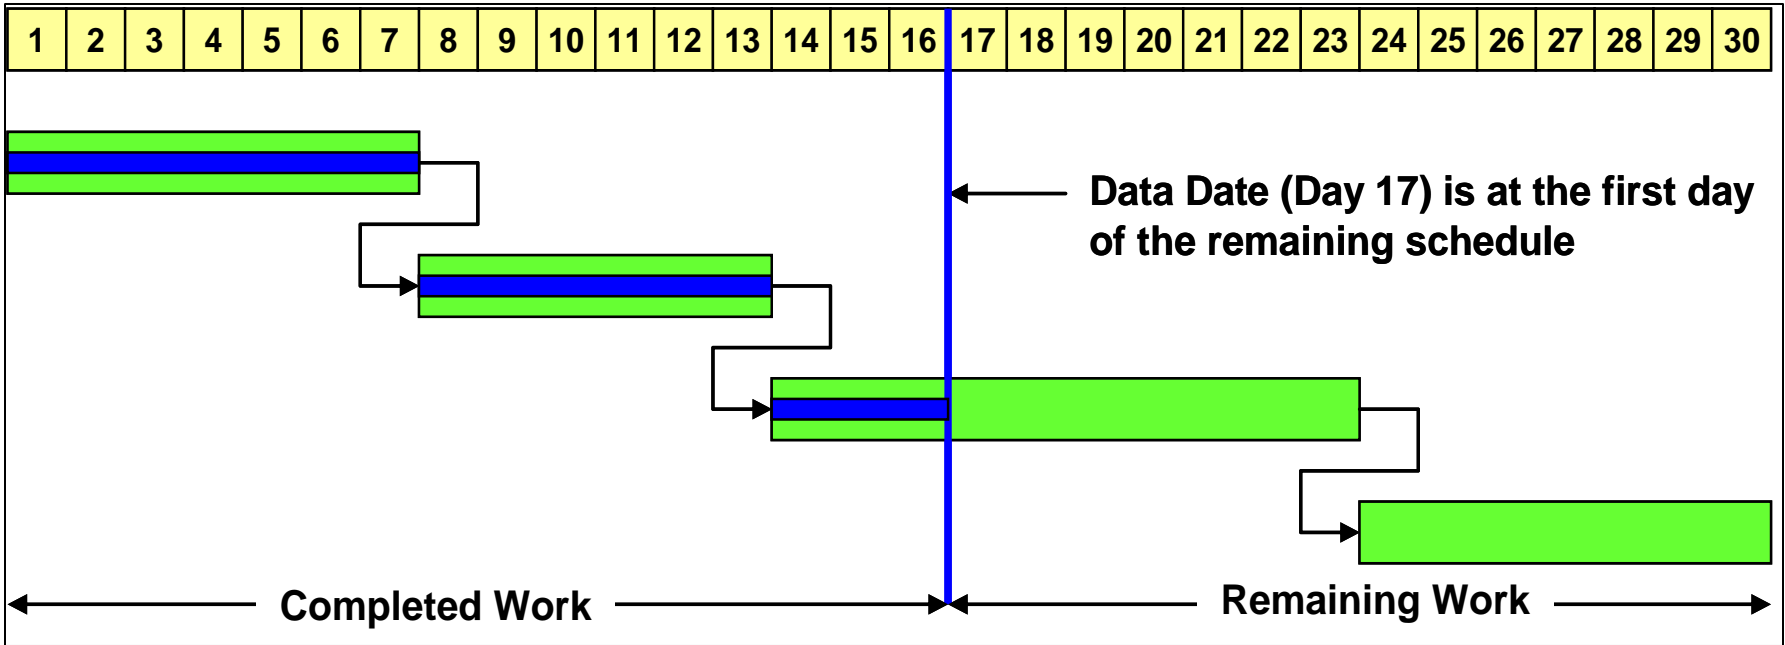 1 2 3 4 5 6 7 8 9 10 11 12 13 14 15 16 17 18 19 20 21 22 23 24 25 26 27 28 29 30
Data Date (Day 17) is at the first day
of the remaining schedule
Completed Work
Remaining Work